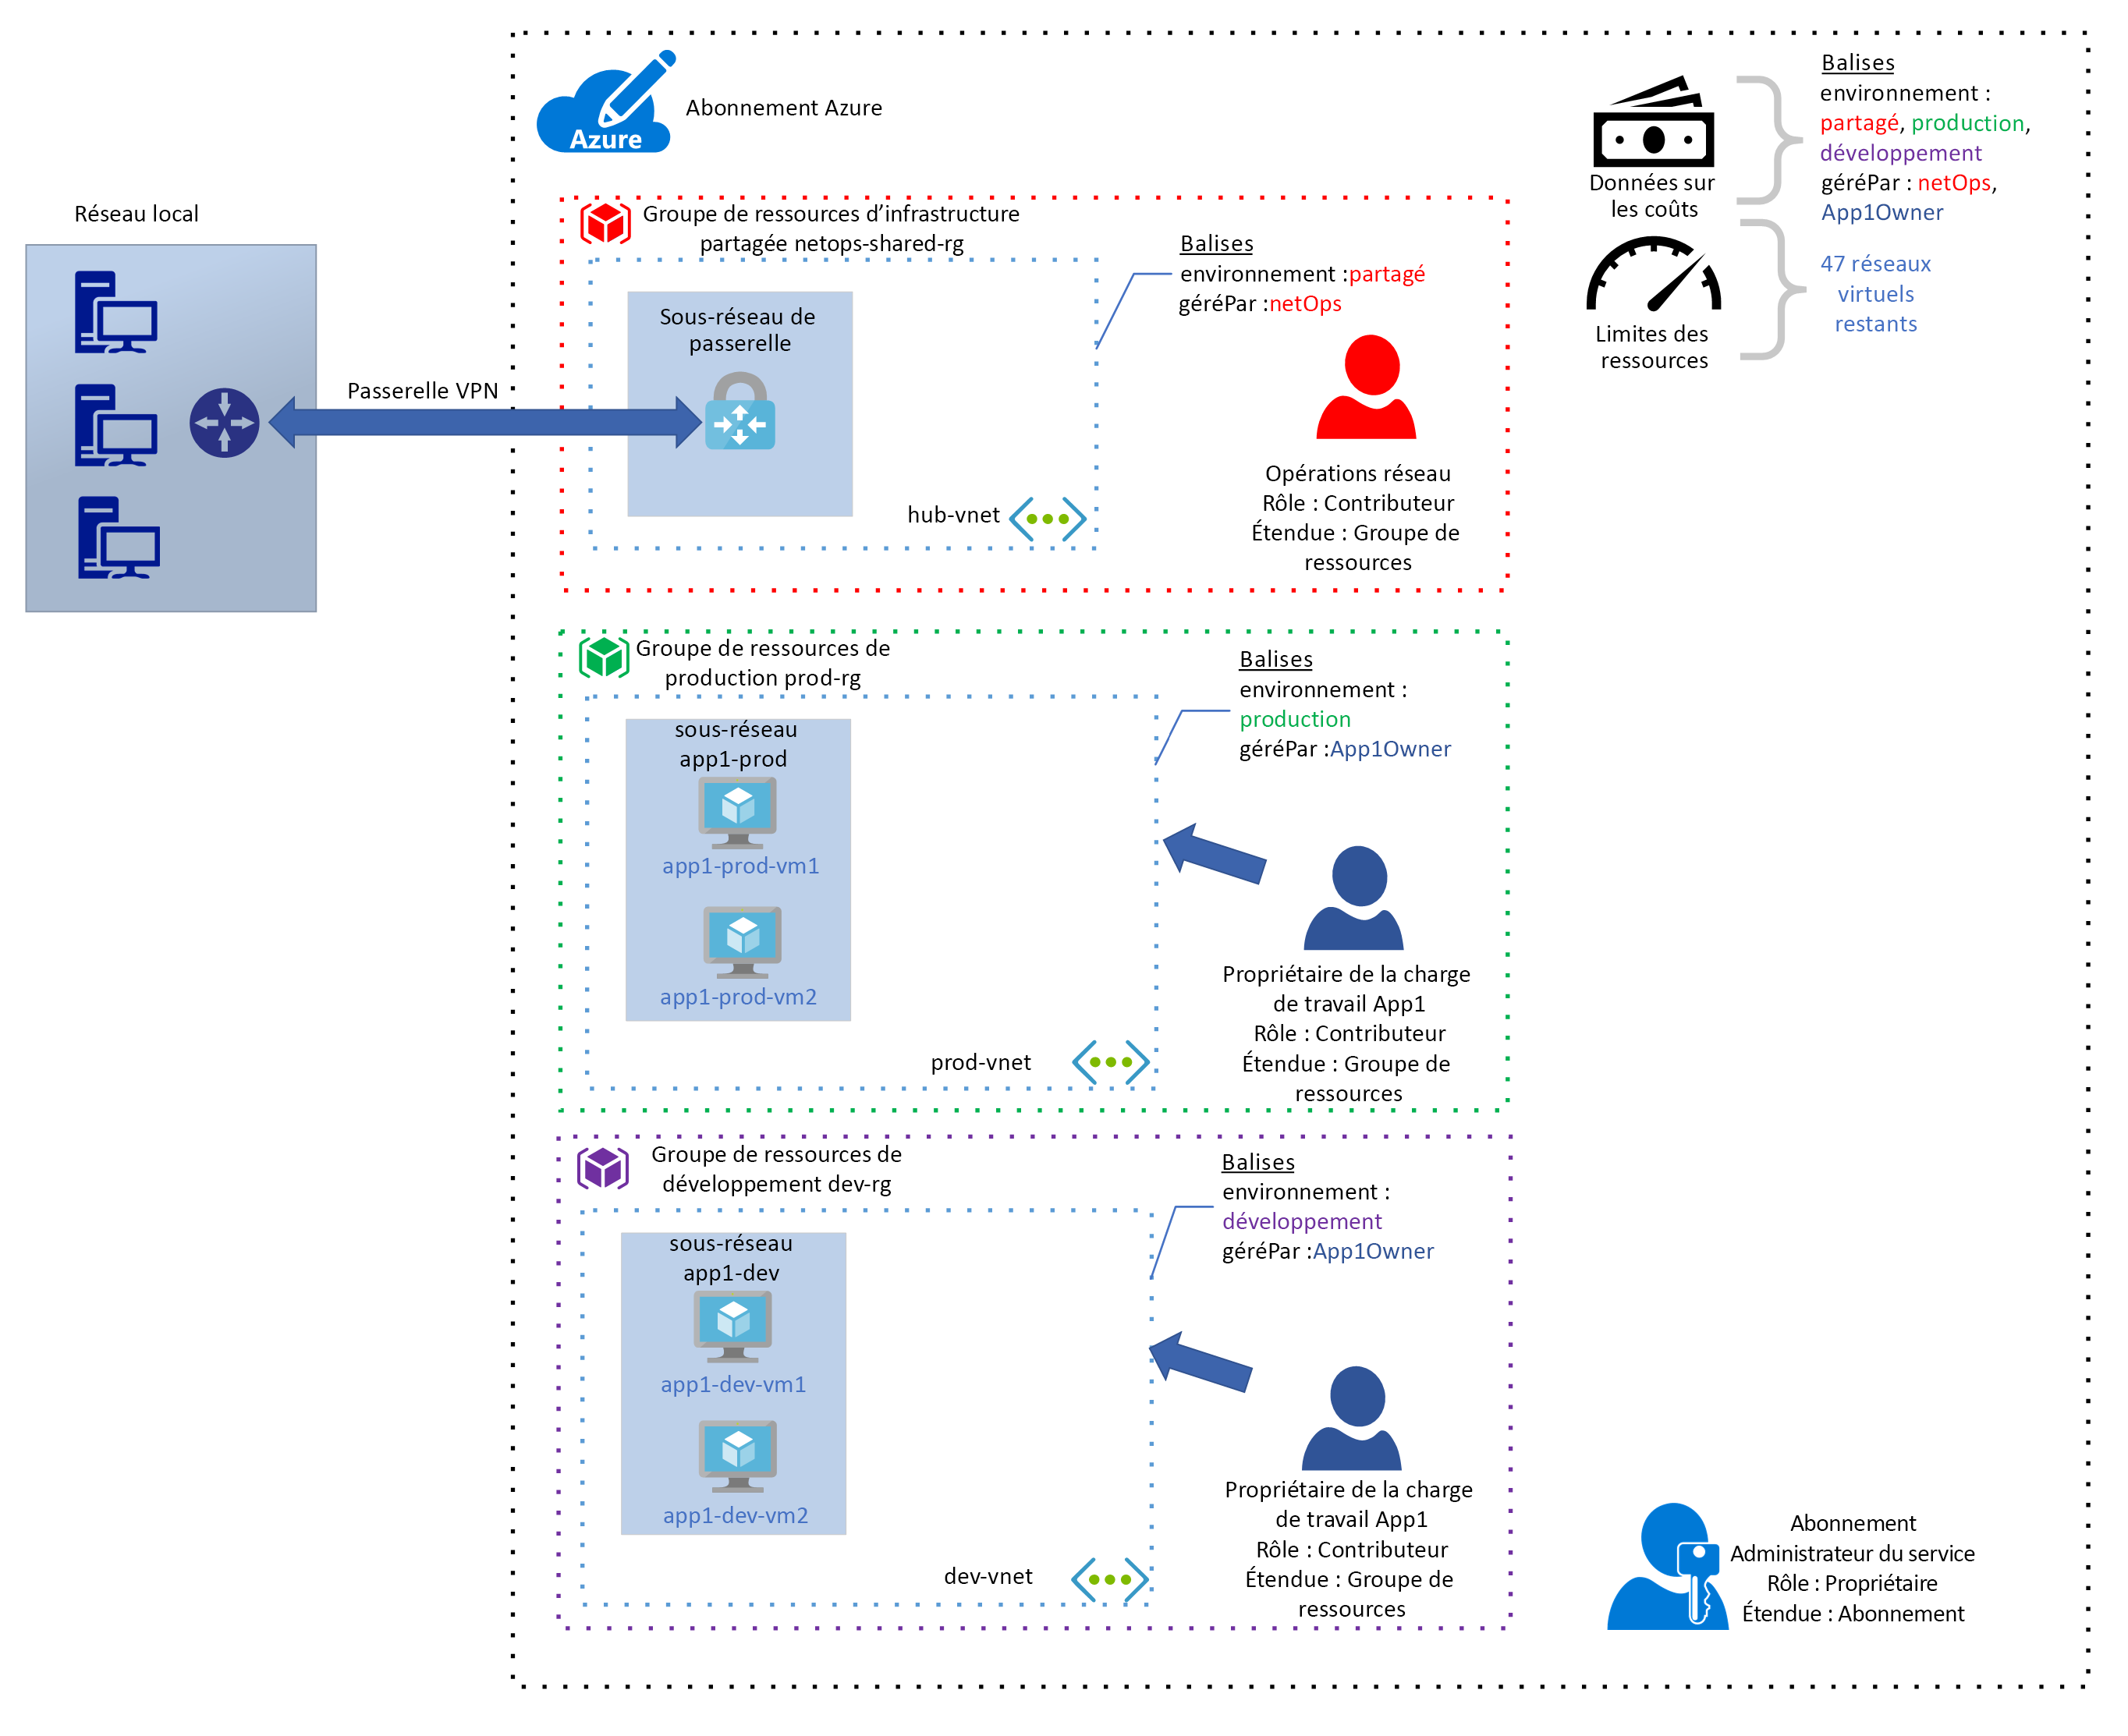 Réseau local
Passerelle VPN
Azure
Abonnement Azure
Groupe de ressources d’infrastructure
partagée netops-shared-rg
Sous-réseau de
passerelle
hub-vnet
Balises
environnement :partagé
géréPar :netOps
Opérations réseau
Rôle : Contributeur
Étendue : Groupe de
ressources
Données sur
les coûts
Balises
environnement :
partagé, production,
développement
géréPar : netOps,
App1Owner
Limites des
ressources
47 réseaux
virtuels
restants
Groupe de ressources de
production prod-rg
sous-réseau
app1-prod
app1-prod-vm1
app1-prod-vm2
prod-vnet
Balises
environnement :
production
géréPar :App1Owner
Propriétaire de la charge
de travail App1
Rôle : Contributeur
Étendue : Groupe de
ressources
Groupe de ressources de
développement dev-rg
sous-réseau
app1-dev
app1-dev-vm1
app1-dev-vm2
dev-vnet
Balises
environnement :
développement
géréPar :App1Owner
Propriétaire de la charge
de travail App1
Rôle : Contributeur
Étendue : Groupe de
ressources
Abonnement
Administrateur du service
Rôle : Propriétaire
Étendue : Abonnement